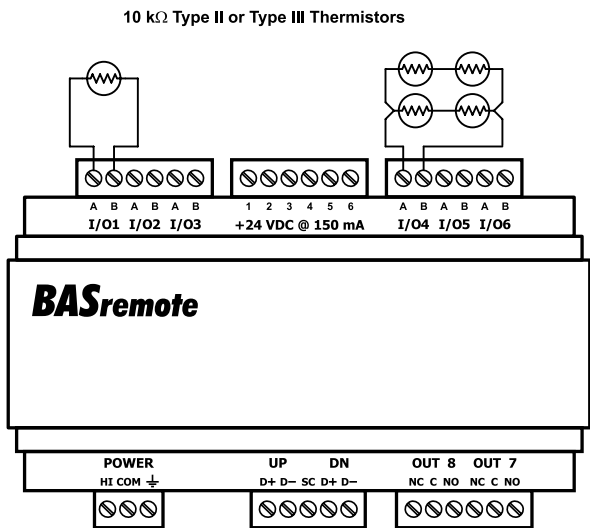 10 kΩ Type II or Type III Thermistors
A B A B A B
I/O1 I/O2 I/O3
1 2 3 4 5 6
+24 VDC @ 150 mA
A B A B A B
I/O4 I/O5 I/O6
BASremote
POWER
HI COM ⏚
UP DN
D+ D− SC D+ D−
OUT 8 OUT 7
NC C NO NC C NO